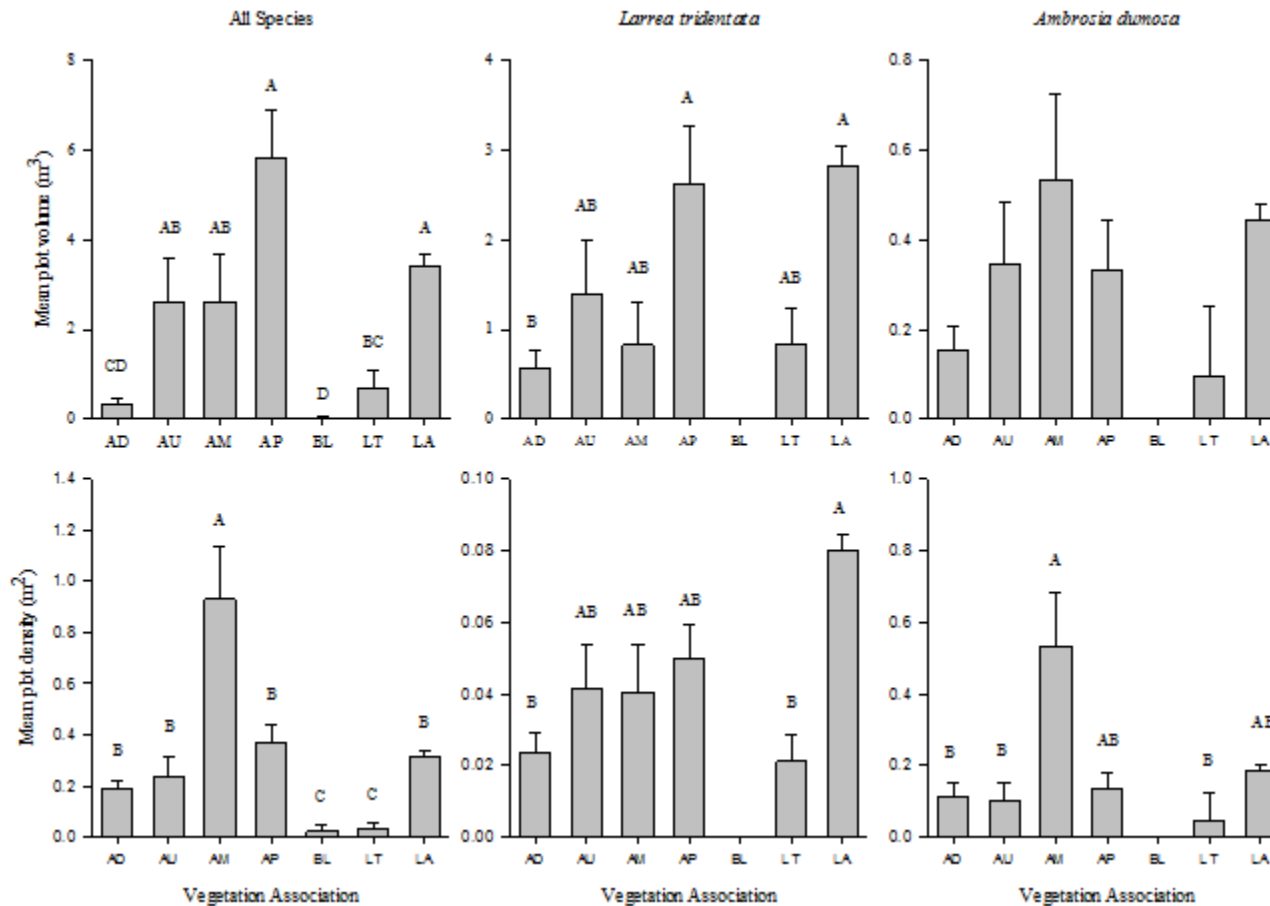 All Species
Larrea tridentata
Ambrosia dumosa
Mean plot volume (m3)
8
6
4
2
0
CD
AB
AB
A
D
BC
A
AD AU AM AP BL LT LA
4
3
2
1
0
B
AB
AB
A
AB
A
AD AU AM AP BL LT LA
0.8
0.6
0.4
0.2
0.0
AD AU AM AP BL LT LA
Mean plot density (m2)
1.4
1.2
1.0
0.8
0.6
0.4
0.2
0.0
B
B
A
B
C
C
B
AD AU AM AP BL LT LA
Vegetation Association
0.10
0.08
0.06
0.04
0.02
0.00
B
AB
AB
AB
B
A
AD AU AM AP BL LT LA
Vegetation Association
1.0
0.8
0.6
0.4
0.2
0.0
B
B
A
AB
B
AB
AD AU AM AP BL LT LA
Vegetation Association